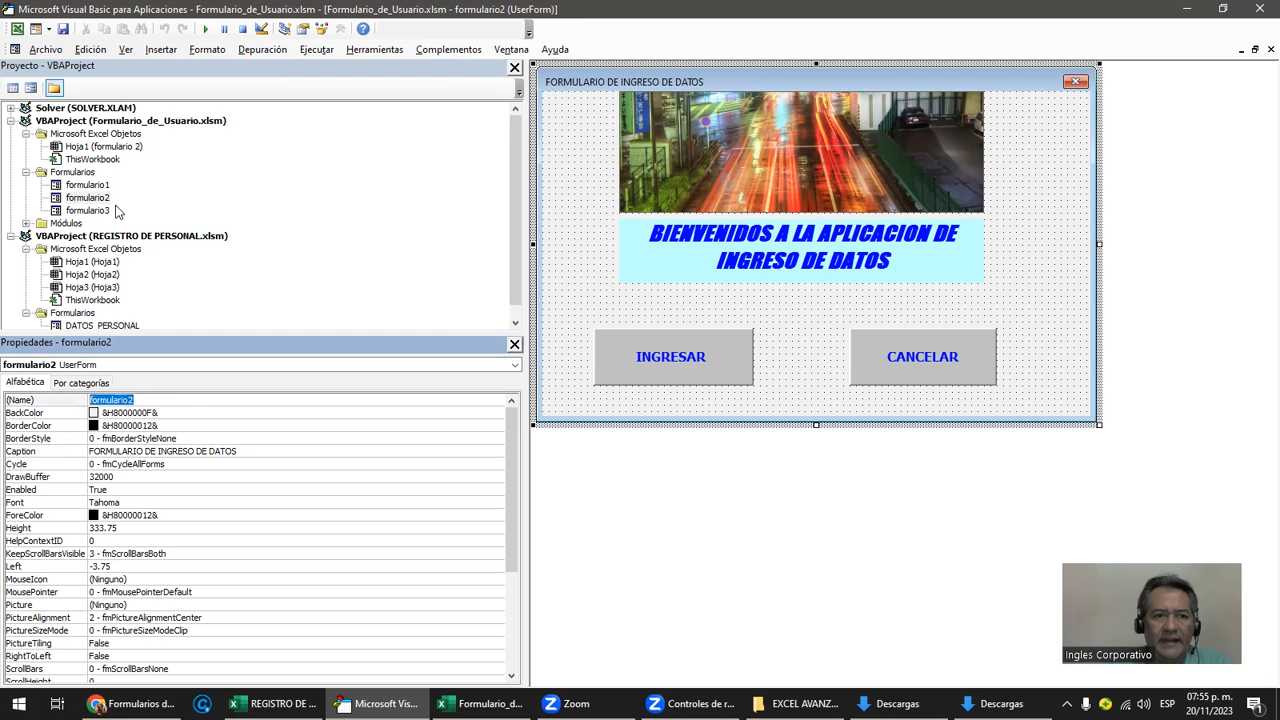 Microsoft Visual Basic para Aplicaciones - Formulario_de_Usuario.xlsm - [Formulario_de_Usuario.xlsm - formulario2 (UserForm)]
Archivo Edición Ver Insertar Formato Depuración Ejecutar Herramientas Complementos Ventana Ayuda
Proyecto - VBAProject
Solver (SOLVER.XLAM)
VBAProject (Formulario_de_Usuario.xlsm)
Microsoft Excel Objetos
Hoja1 (formulario 2)
ThisWorkbook
Formularios
formulario1
formulario2
formulario3
Módulos
VBAProject (REGISTRO DE PERSONAL.xlsm)
Microsoft Excel Objetos
Hoja1 (Hoja1)
Hoja2 (Hoja2)
Hoja3 (Hoja3)
ThisWorkbook
Formularios
DATOS_PERSONAL
Propiedades - formulario2
formulario2 UserForm
Alfabética Por categorías
(Name) formulario2
BackColor &H8000000F&
BorderColor &H80000012&
BorderStyle 0 - fmBorderStyleNone
Caption FORMULARIO DE INGRESO DE DATOS
Cycle 0 - fmCycleAllForms
DrawBuffer 32000
Enabled True
Font Tahoma
ForeColor &H80000012&
Height 333.75
HelpContextID 0
KeepScrollBarsVisible 3 - fmScrollBarsBoth
Left -3.75
MouseIcon (Ninguno)
MousePointer 0 - fmMousePointerDefault
Picture (Ninguno)
PictureAlignment 2 - fmPictureAlignmentCenter
PictureSizeMode 0 - fmPictureSizeModeClip
PictureTiling False
RightToLeft False
ScrollBars 0 - fmScrollBarsNone
ScrollHeight 0
FORMULARIO DE INGRESO DE DATOS
BIENVENIDOS A LA APLICACION DE
INGRESO DE DATOS
INGRESAR
CANCELAR
Ingles Corporativo
Formularios d...
REGISTRO DE ...
Microsoft Vis...
Formulario_d...
Zoom
Controles de r...
EXCEL AVANZ...
Descargas
Descargas
ESP
07:55 p. m.
20/11/2023